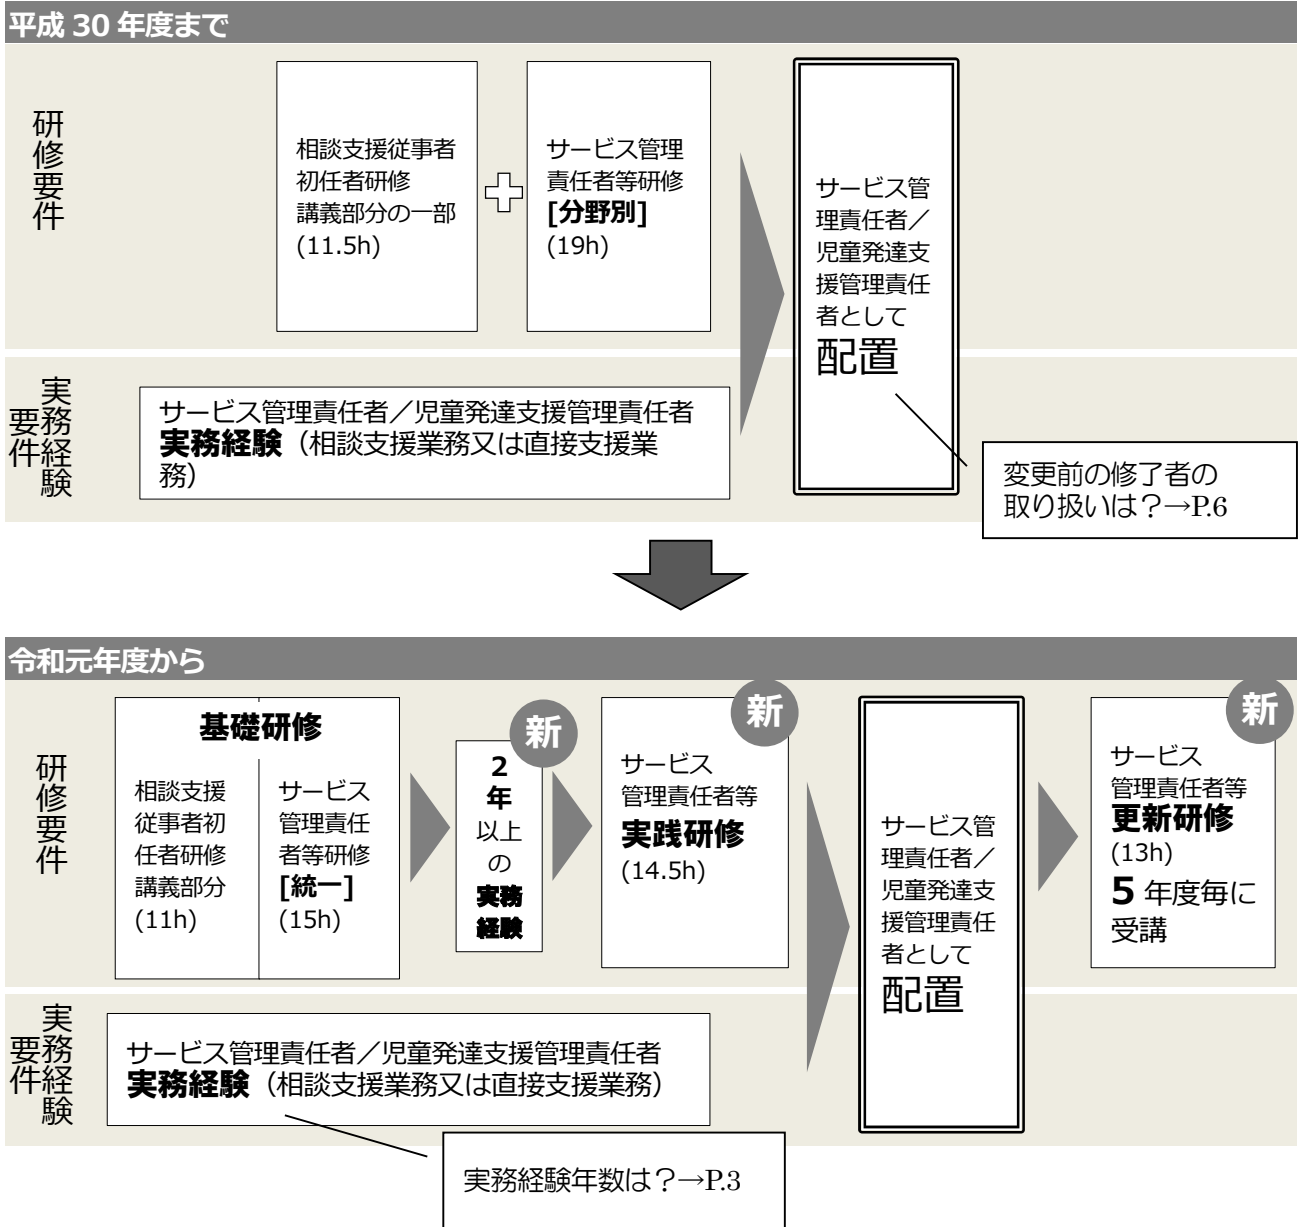 平成 30 年度まで
研修要件
相談支援従事者
初任者研修
講義部分の一部
(11.5h)
サービス管理
責任者等研修
[分野別]
(19h)
サービス管
理責任者／
児童発達支
援管理責任
者として
配置
実務経験
要件
サービス管理責任者／児童発達支援管理責任者
実務経験（相談支援業務又は直接支援業
務）
変更前の修了者の
取り扱いは？→P.6
令和元年度から
研修要件
基礎研修
相談支援
従事者初
任者研修
講義部分
(11h)
サービス
管理責任
者等研修
[統一]
(15h)
新
2
年
以上
の
実務
経験
新
サービス
管理責任者等
実践研修
(14.5h)
サービス管
理責任者／
児童発達支
援管理責任
者として
配置
新
サービス
管理責任者等
更新研修
(13h)
5 年度毎に
受講
実務経験
要件
サービス管理責任者／児童発達支援管理責任者
実務経験（相談支援業務又は直接支援業務）
実務経験年数は？→P.3